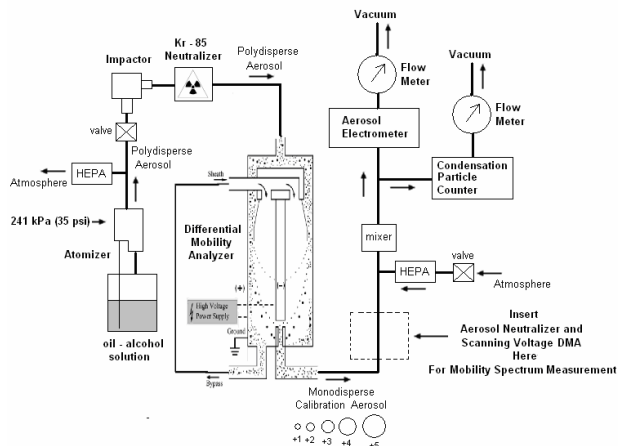 Vacuum
Flow
Meter
Aerosol
Electrometer
Vacuum
Flow
Meter
Condensation
Particle
Counter
Kr - 85
Neutralizer
Impactor
Polydisperse
Aerosol
valve
Polydisperse
Aerosol
HEPA
Atmosphere
241 kPa (35 psi)
Atomizer
oil - alcohol
solution
Sheath
Differential
Mobility
Analyzer
(+)
(-)
High Voltage
Power Supply
Ground
Bypass
mixer
valve
HEPA
Atmosphere
Insert
Aerosol Neutralizer and
Scanning Voltage DMA
Here
For Mobility Spectrum Measurement
Monodisperse
Calibration Aerosol
+1 +2 +3 +4 +5